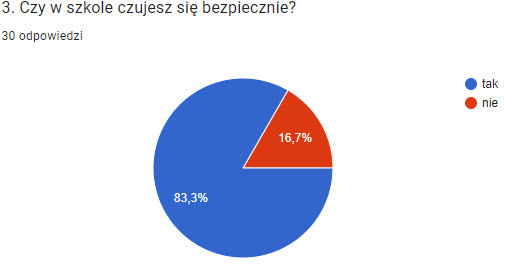 3. Czy w szkole czujesz się bezpiecznie?
30 odpowiedzi
tak
nie
16,7%
83,3%